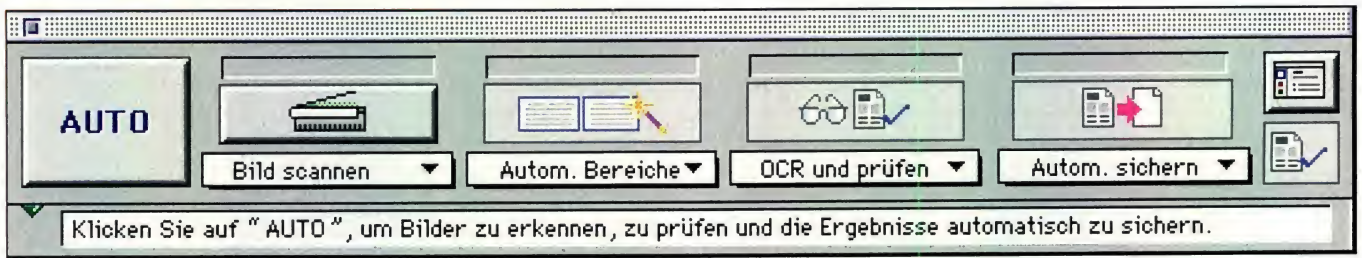 AUTO
Bild scannen
Autom. Bereiche
OCR und prüfen
Autom. sichern
Klicken Sie auf "AUTO", um Bilder zu erkennen, zu prüfen und die Ergebnisse automatisch zu sichern.